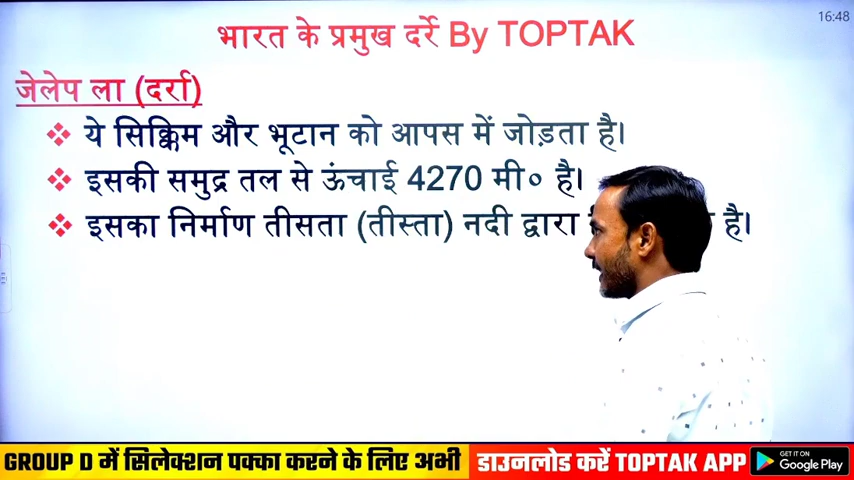 16:48
भारत के प्रमुख दर्रे By TOPTAK
जेलेप ला (दर्रा)
❖ ये सिक्किम और भूटान को आपस में जोड़ता है।
❖ इसकी समुद्र तल से ऊंचाई 4270 मी० है।
❖ इसका निर्माण तीसता (तीस्ता) नदी द्वारा है।
GROUP D में सिलेक्शन पक्का करने के लिए अभी डाउनलोड करें TOPTAK APP GET IT ON
Google Play